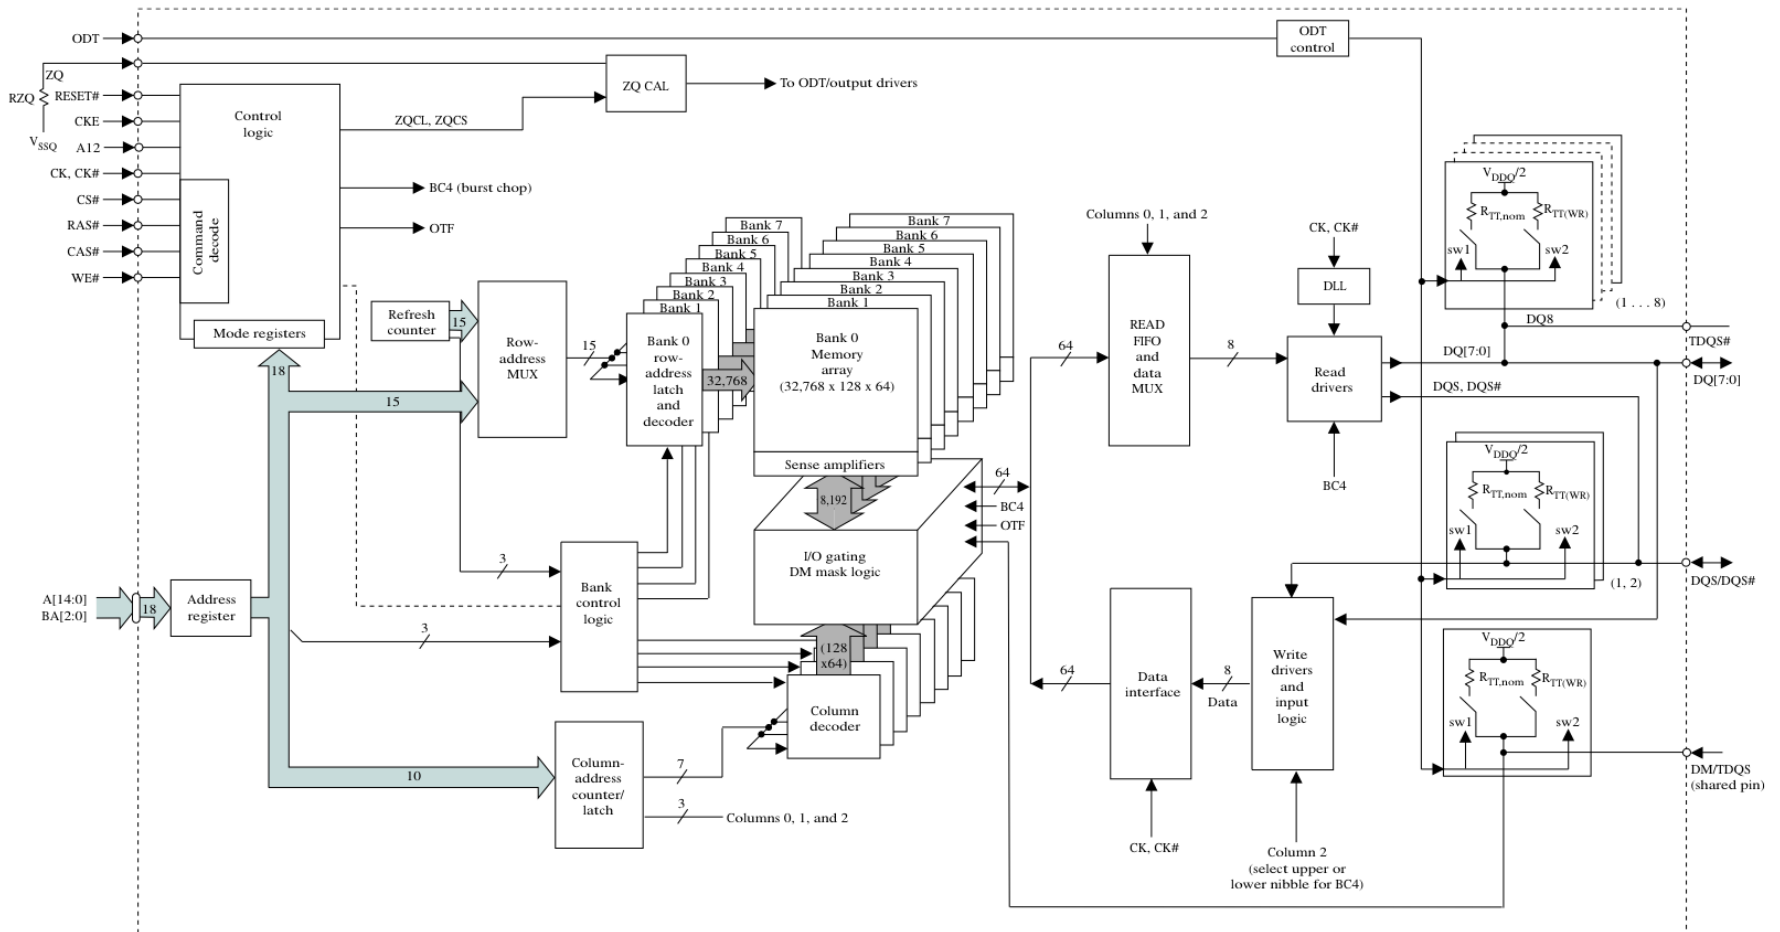 ODT
ZQ
RZQ
RESET#
CKE
VSSQ
A12
CK, CK#
CS#
RAS#
CAS#
WE#
Control
logic
Command
decode
Mode registers
ZQCL, ZQCS
ZQ CAL
To ODT/output drivers
BC4 (burst chop)
OTF
ODT
control
Refresh
counter
15
Row-
address
MUX
15
18
15
Bank 7
Bank 6
Bank 5
Bank 4
Bank 3
Bank 2
Bank 1
Bank 0
row-
address
latch
and
decoder
32,768
Bank 7
Bank 6
Bank 5
Bank 4
Bank 3
Bank 2
Bank 1
Bank 0
Memory
array
(32,768 x 128 x 64)
Sense amplifiers
8,192
I/O gating
DM mask logic
64
BC4
OTF
A[14:0]
BA[2:0]
18
Address
register
3
3
Bank
control
logic
(128
x64)
Column
decoder
10
Column-
address
counter/
latch
7
3
Columns 0, 1, and 2
Columns 0, 1, and 2
64
READ
FIFO
and
data
MUX
8
CK, CK#
DLL
Read
drivers
BC4
DQ[7:0]
DQS, DQS#
DQ8
VDDQ/2
RTT,nom
RTT(WR)
sw1
sw2
(1 . . . 8)
TDQS#
DQ[7:0]
VDDQ/2
RTT,nom
RTT(WR)
sw1
sw2
(1, 2)
DQS/DQS#
64
Data
interface
8
Data
Write
drivers
and
input
logic
CK, CK#
Column 2
(select upper or
lower nibble for BC4)
VDDQ/2
RTT,nom
RTT(WR)
sw1
sw2
DM/TDQS
(shared pin)